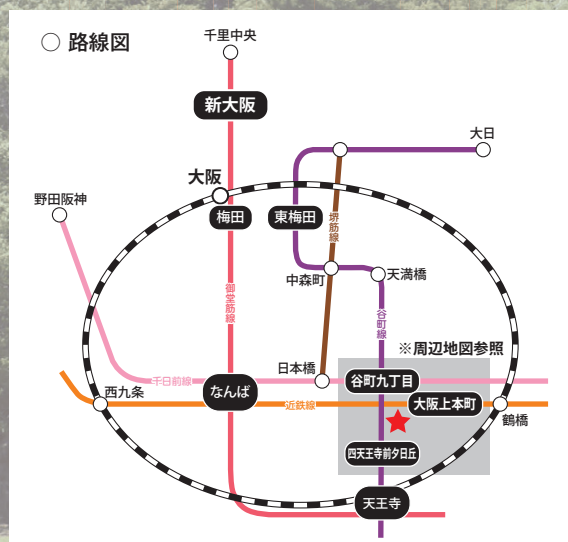 ○ 路線図
千里中央
新大阪
大日
大阪
野田阪神
梅田
東梅田
堺筋線
中森町
天満橋
御堂筋線
谷町線
※周辺地図参照
日本橋
千日前線
谷町九丁目
なんば
西九条
近鉄線
大阪上本町
鶴橋
四天王寺前夕日丘
天王寺